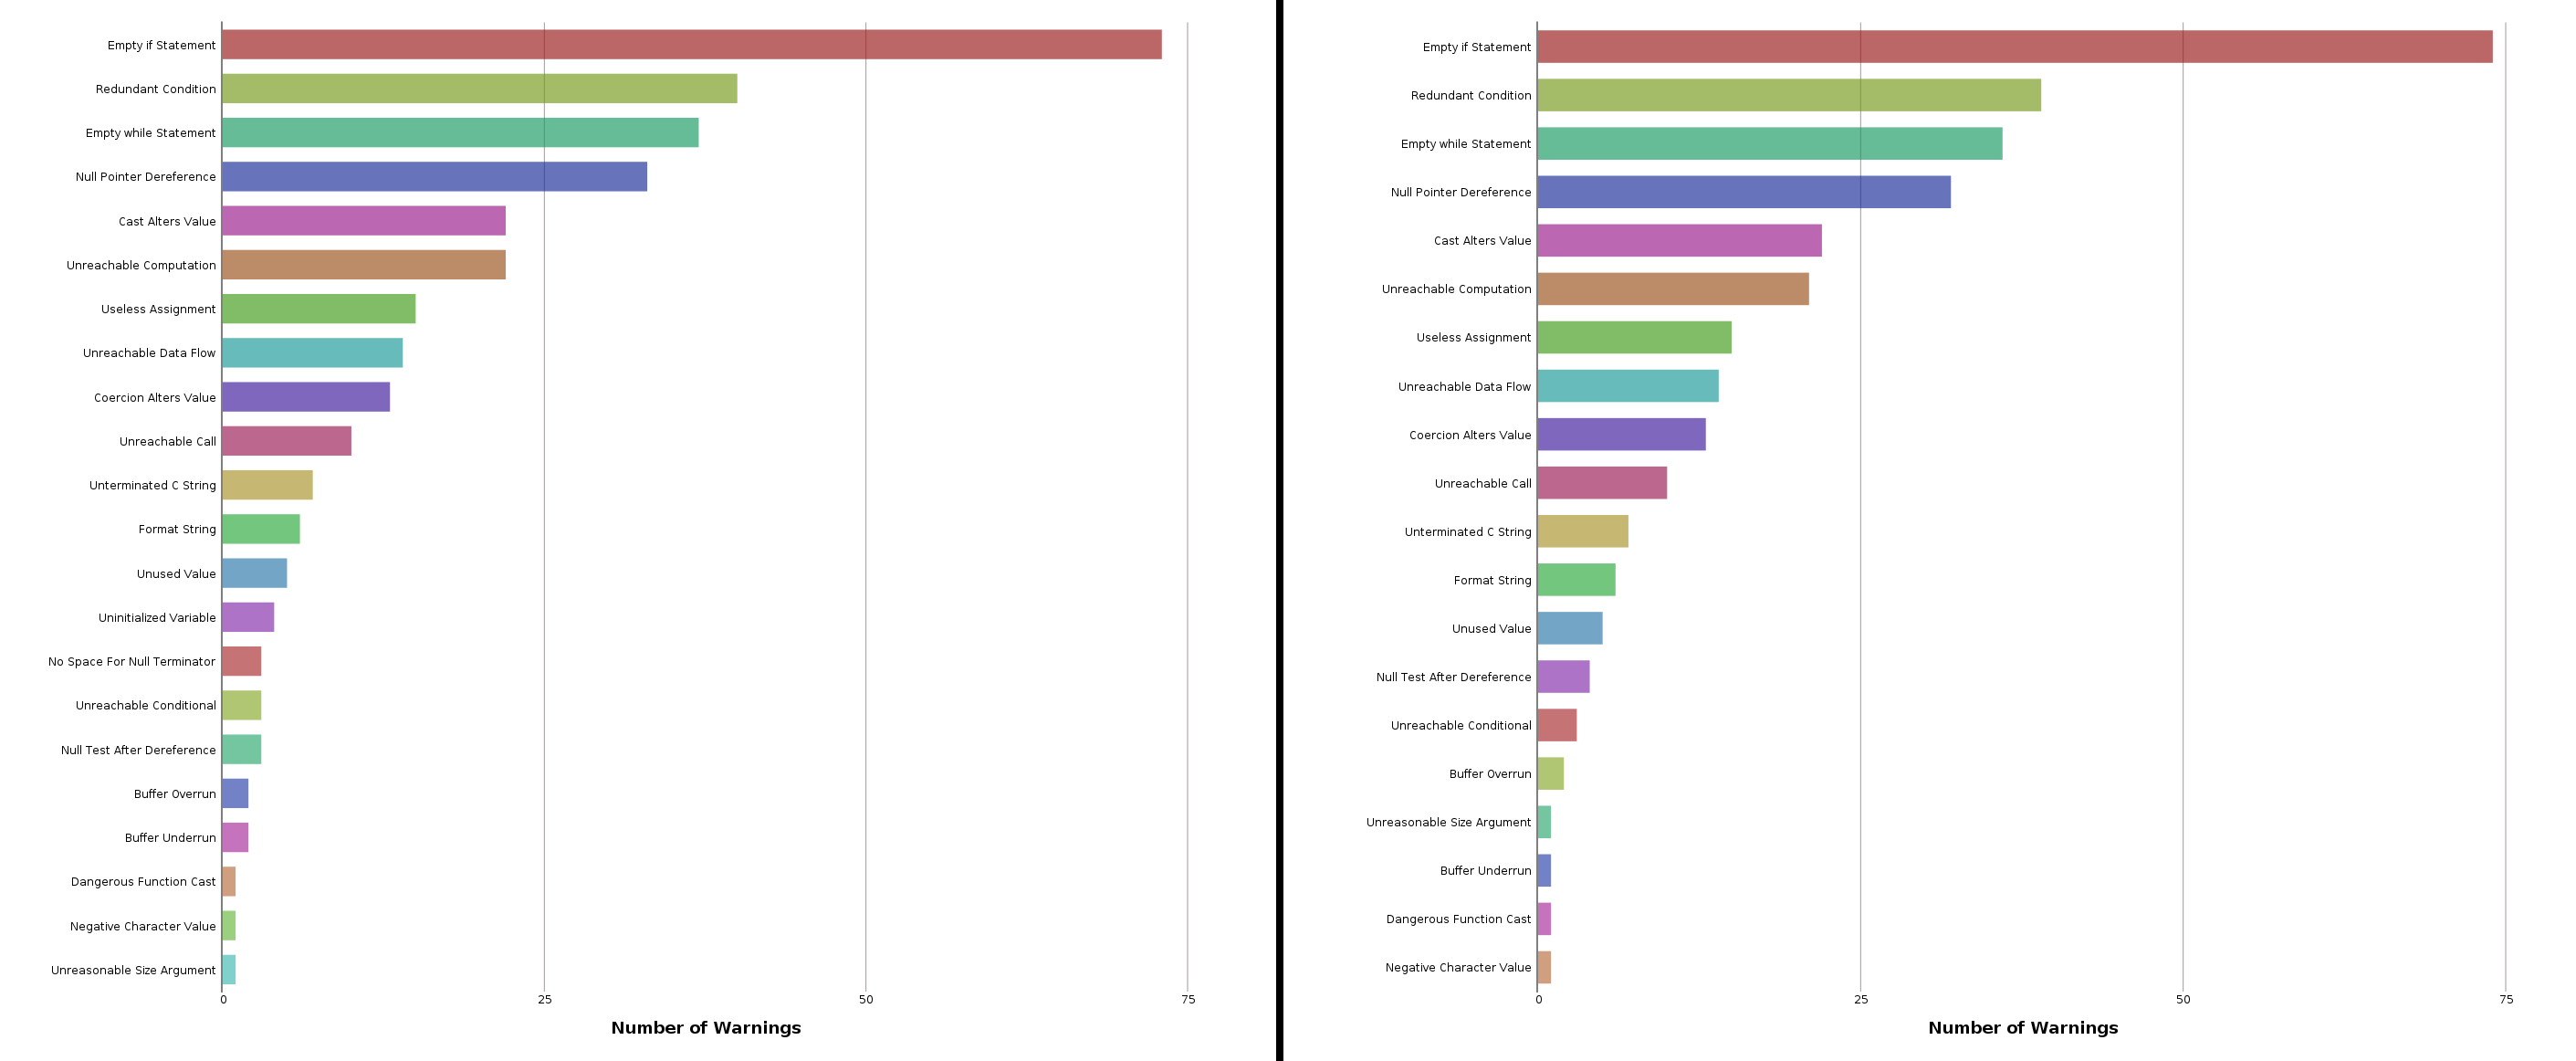 Empty if Statement
Redundant Condition
Empty while Statement
Null Pointer Dereference
Cast Alters Value
Unreachable Computation
Useless Assignment
Unreachable Data Flow
Coercion Alters Value
Unreachable Call
Unterminated C String
Format String
Unused Value
Uninitialized Variable
No Space For Null Terminator
Unreachable Conditional
Null Test After Dereference
Buffer Overrun
Buffer Underrun
Dangerous Function Cast
Negative Character Value
Unreasonable Size Argument
0 25 50 75
Number of Warnings
Empty if Statement
Redundant Condition
Empty while Statement
Null Pointer Dereference
Cast Alters Value
Unreachable Computation
Useless Assignment
Unreachable Data Flow
Coercion Alters Value
Unreachable Call
Unterminated C String
Format String
Unused Value
Null Test After Dereference
Unreachable Conditional
Buffer Overrun
Unreasonable Size Argument
Buffer Underrun
Dangerous Function Cast
Negative Character Value
0 25 50 75
Number of Warnings